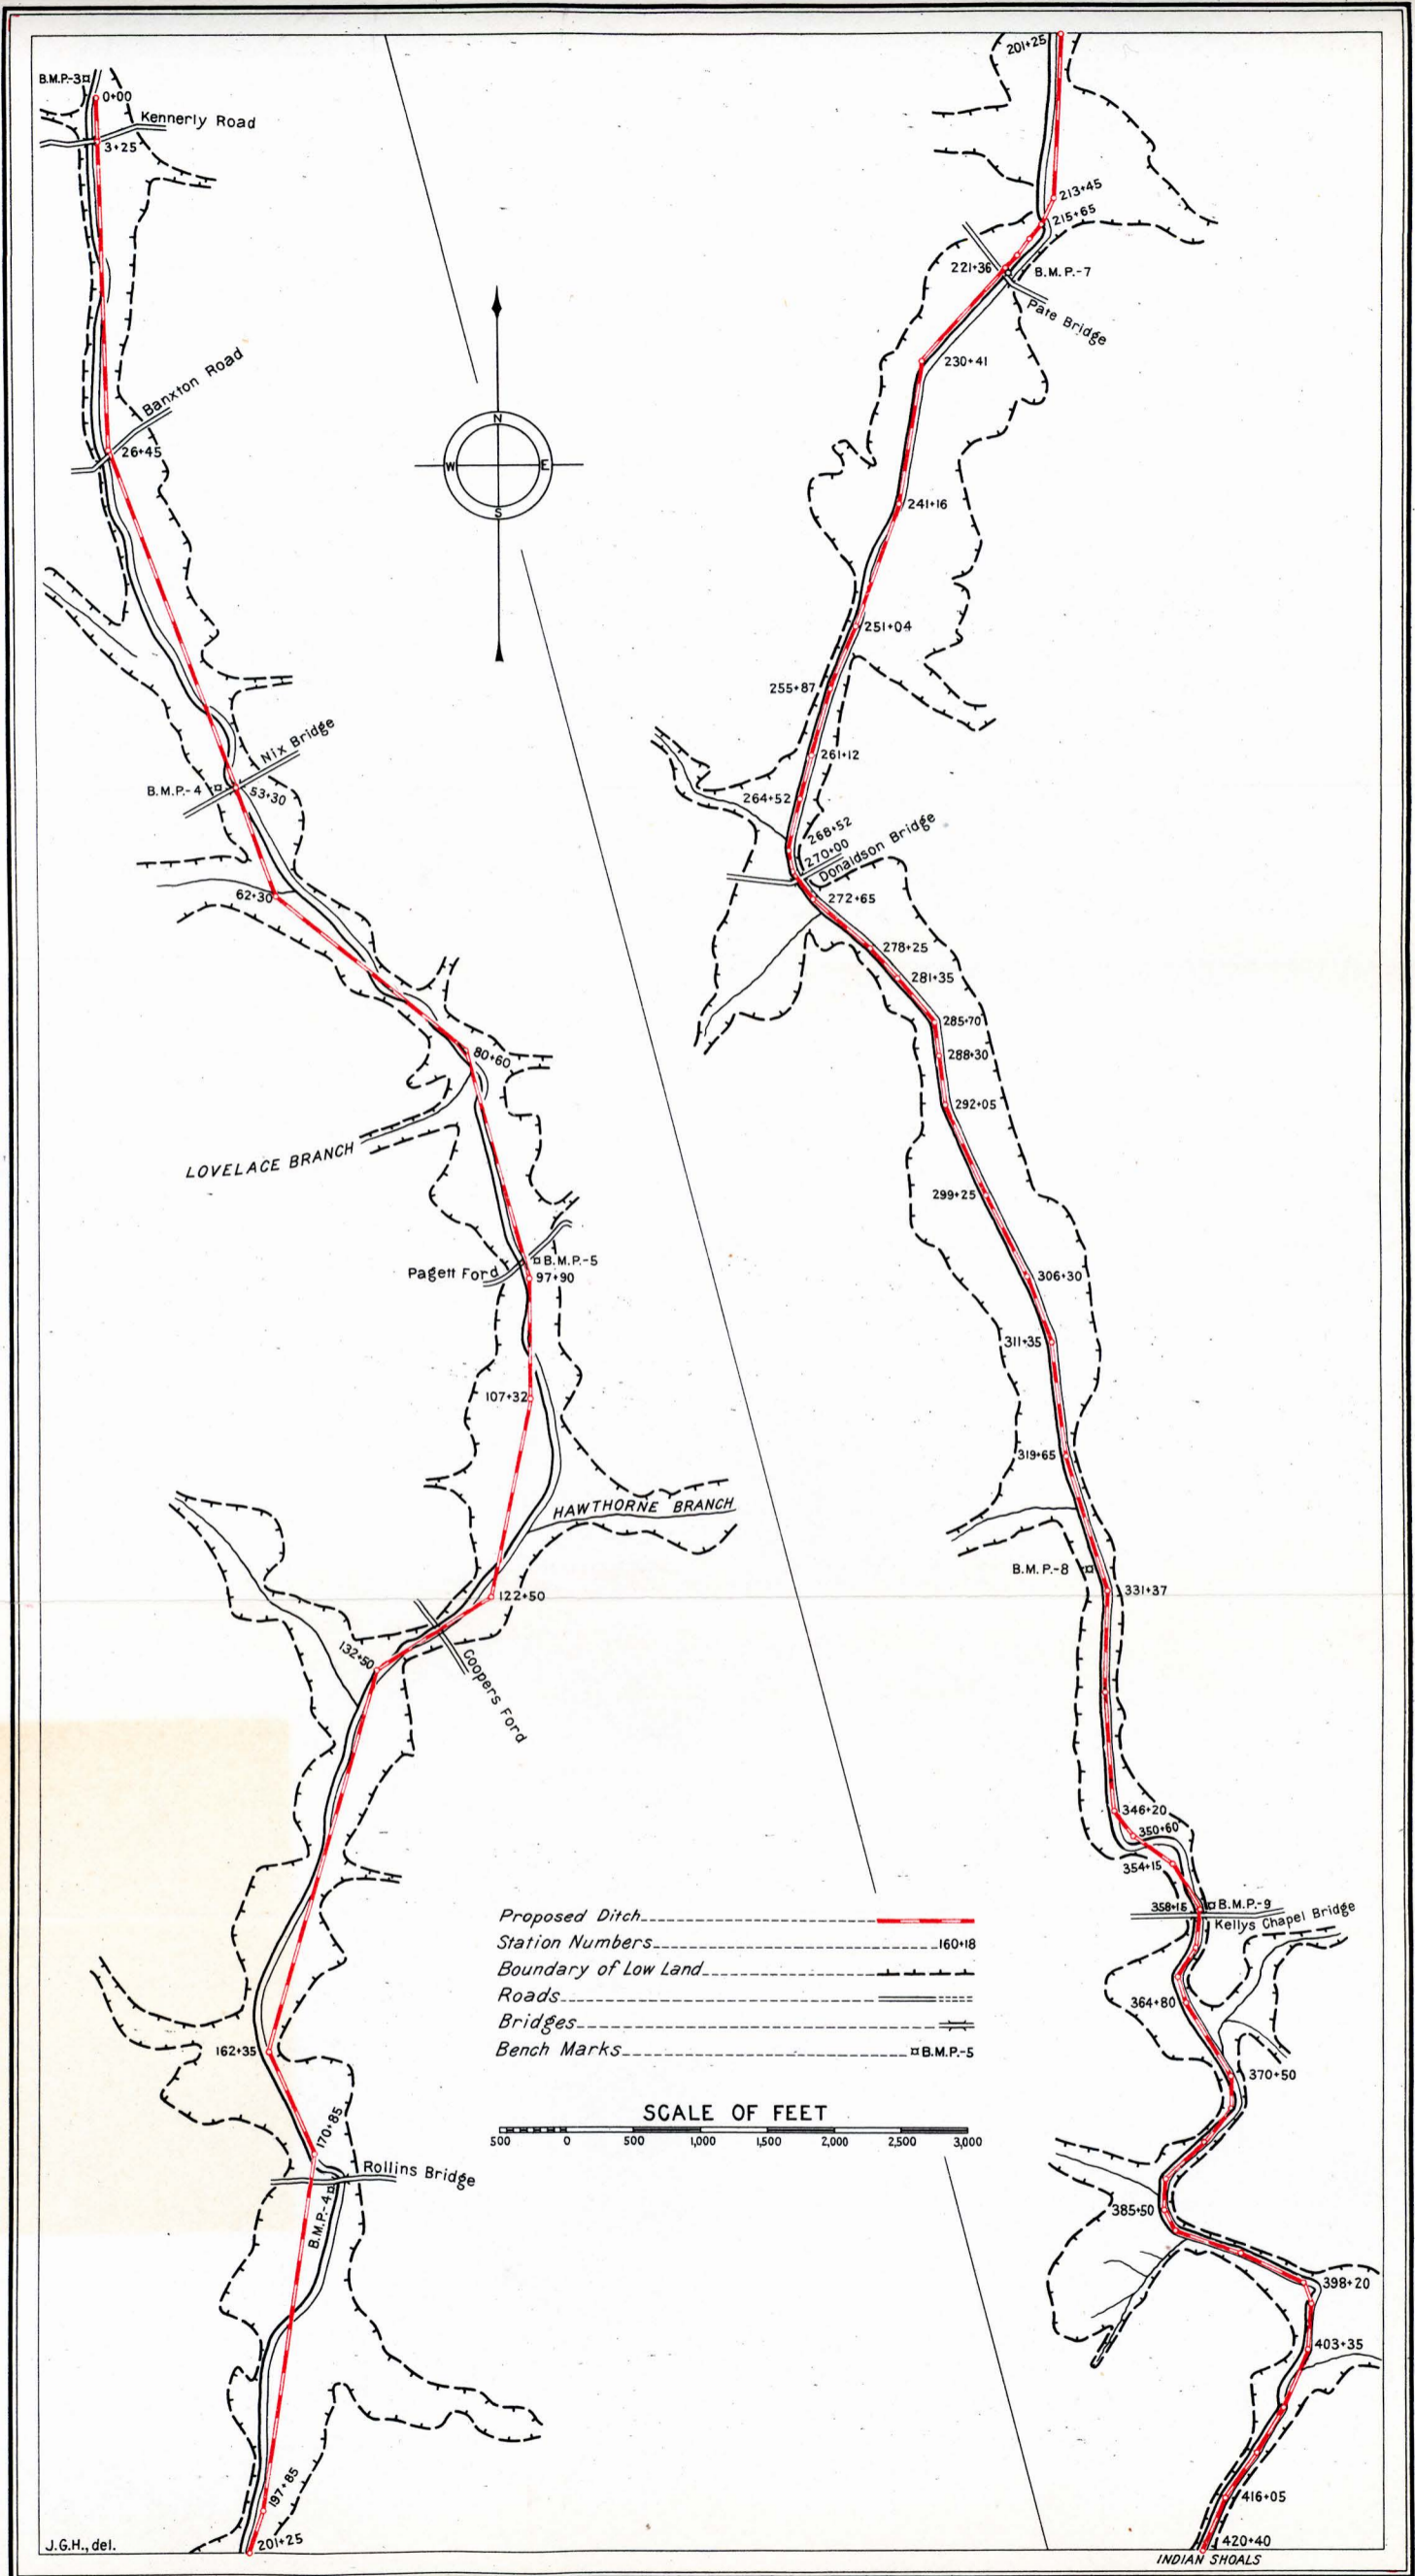 B.M.P.-3
0+00
Kennerly Road
3+25
Banxton Road
26+45
Nix Bridge
B.M.P.-4
53+30
62+30
80+60
LOVELACE BRANCH
B.M.P.-5
Pagett Ford
97+90
107+32
HAWTHORNE BRANCH
122+50
132+50
Coopers Ford
162+35
170+85
Rollins Bridge
B.M.P.-4
197+85
201+25
J.G.H., del.
N
W
E
S
201+25
213+45
215+65
221+36
B.M.P.-7
Pate Bridge
230+41
241+16
251+04
255+87
261+12
264+52
268+52
270+00
Donaldson Bridge
272+65
278+25
281+35
285+70
288+30
292+05
299+25
306+30
311+35
319+65
B.M.P.-8
331+37
346+20
350+60
354+15
358+15
B.M.P.-9
Kellys Chapel Bridge
364+80
370+50
385+50
398+20
403+35
416+05
420+40
INDIAN SHOALS
Proposed Ditch
Station Numbers 160+18
Boundary of Low Land
Roads
Bridges
Bench Marks B.M.P.-5
SCALE OF FEET
500 0 500 1,000 1,500 2,000 2,500 3,000